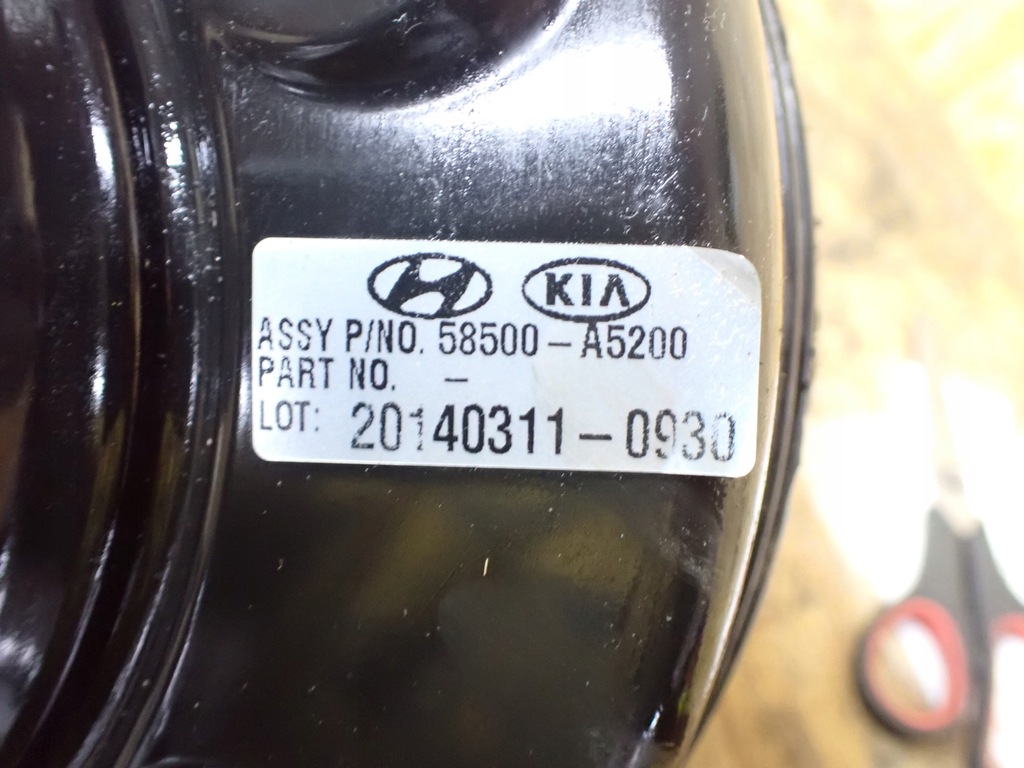 KIA
ASSY P/NO. 58500-A5200
PART NO. -
LOT: 20140311-0930